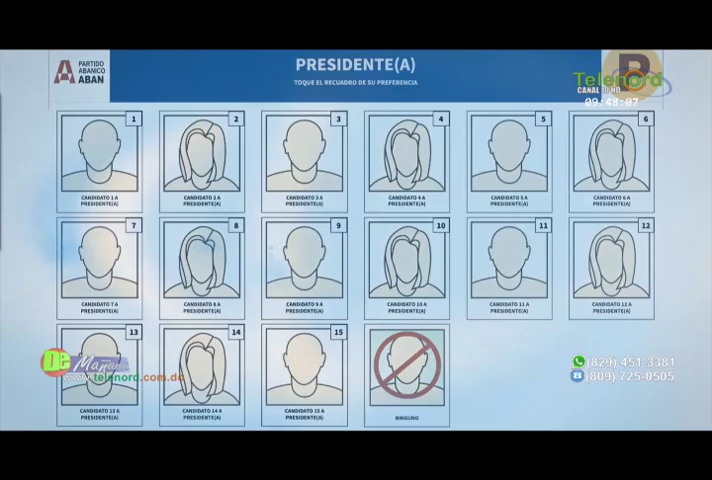 PARTIDO
ABANICO
ABAN
PRESIDENTE(A)
TOQUE EL RECUADRO DE SU PREFERENCIA
Telenord
CANAL
09:48:07
1
2
3
4
5
6
CANDIDATO 1 A
PRESIDENTE(A)
CANDIDATO 2 A
PRESIDENTE(A)
CANDIDATO 3 A
PRESIDENTE(A)
CANDIDATO 4 A
PRESIDENTE(A)
CANDIDATO 5 A
PRESIDENTE(A)
CANDIDATO 6 A
PRESIDENTE(A)
7
8
9
10
11
12
CANDIDATO 7 A
PRESIDENTE(A)
CANDIDATO 8 A
PRESIDENTE(A)
CANDIDATO 9 A
PRESIDENTE(A)
CANDIDATO 10 A
PRESIDENTE(A)
CANDIDATO 11 A
PRESIDENTE(A)
CANDIDATO 12 A
PRESIDENTE(A)
13
14
15
De
telenord.com.do
(829) 451-3381
(809) 725-0505
CANDIDATO 13 A
PRESIDENTE(A)
CANDIDATO 14 A
PRESIDENTE(A)
CANDIDATO 15 A
PRESIDENTE(A)
NINGUNO